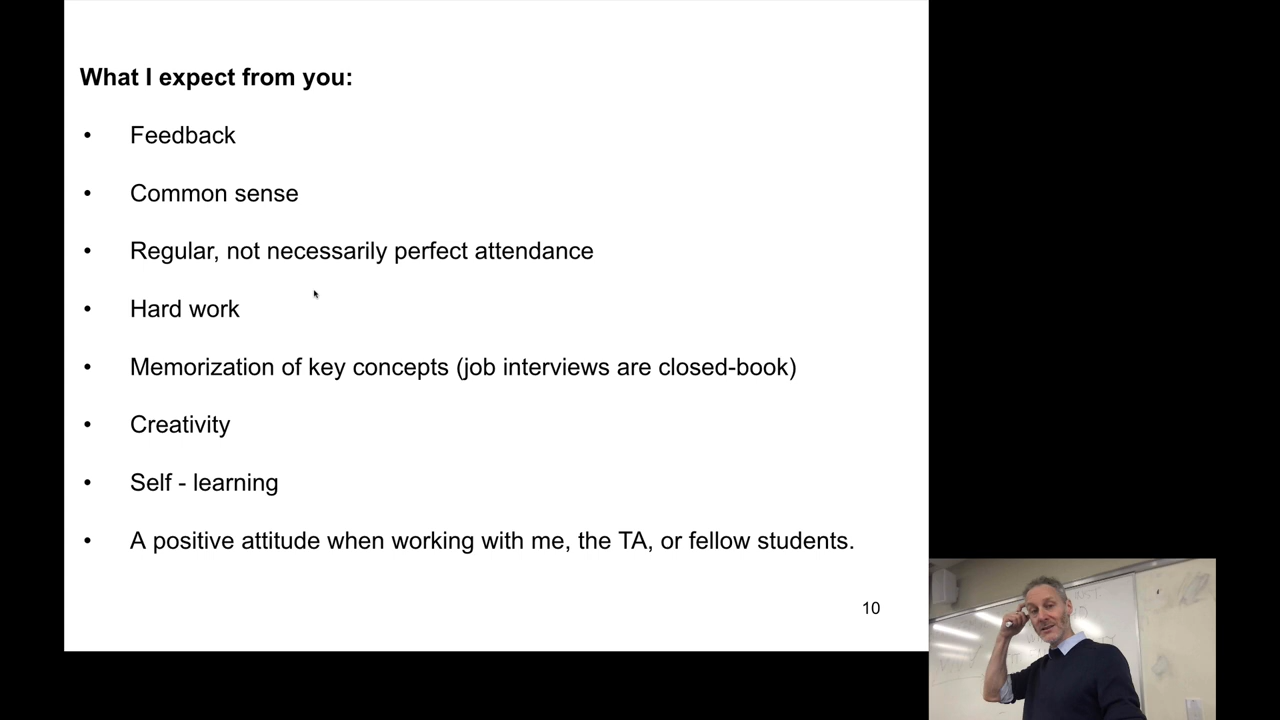 What I expect from you:
• Feedback
• Common sense
• Regular, not necessarily perfect attendance
• Hard work
• Memorization of key concepts (job interviews are closed-book)
• Creativity
• Self - learning
• A positive attitude when working with me, the TA, or fellow students.
10